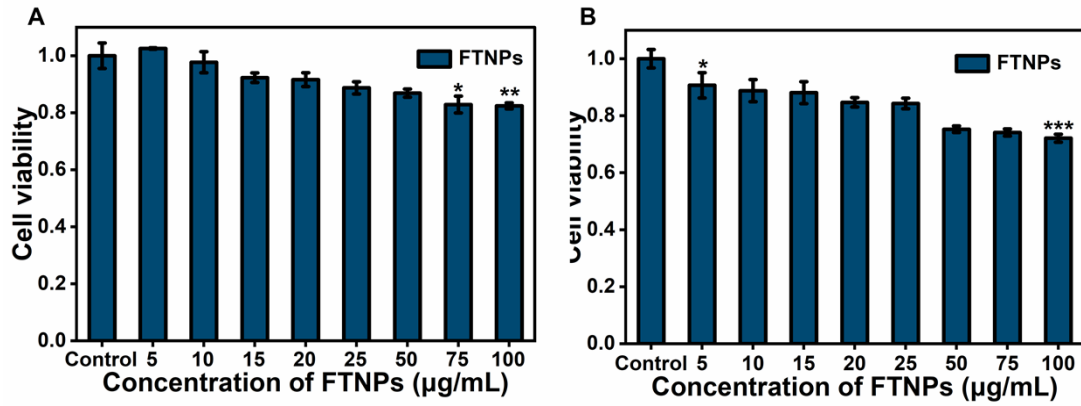 A
FTNPs
Cell viability
1.0
0.8
0.6
0.4
0.2
0.0
* **
Control 5 10 15 20 25 50 75 100
Concentration of FTNPs (μg/mL)
B
FTNPs
Cell viability
1.0
0.8
0.6
0.4
0.2
0.0
* ***
Control 5 10 15 20 25 50 75 100
Concentration of FTNPs (μg/mL)